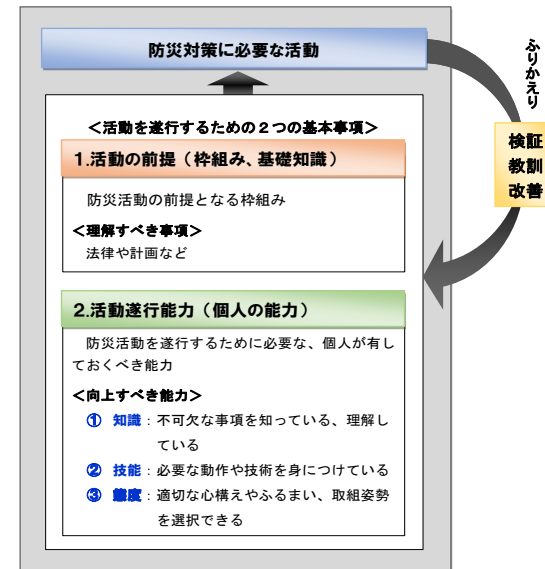 防災対策に必要な活動
ふりかえり
検証
教訓
改善
＜活動を遂行するための２つの基本事項＞
1.活動の前提（枠組み、基礎知識）
防災活動の前提となる枠組み
＜理解すべき事項＞
法律や計画など
2.活動遂行能力（個人の能力）
防災活動を遂行するために必要な、個人が有し
ておくべき能力
＜向上すべき能力＞
① 知識：不可欠な事項を知っている、理解し
ている
② 技能：必要な動作や技術を身につけている
③ 態度：適切な心構えやふるまい、取組姿勢
を選択できる